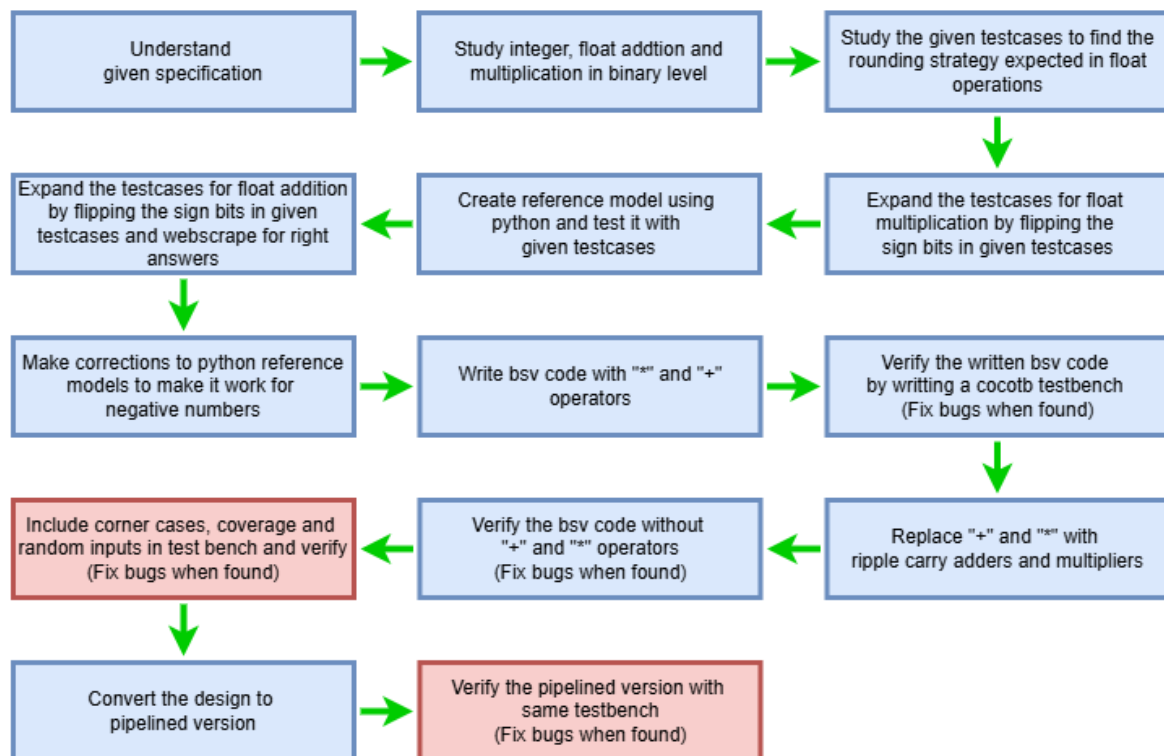 Understand
given specification
Study integer, float addtion and
multiplication in binary level
Study the given testcases to find the
rounding strategy expected in float
operations
Expand the testcases for float
multiplication by flipping the
sign bits in given testcases
Create reference model using
python and test it with
given testcases
Expand the testcases for float addition
by flipping the sign bits in given
testcases and webscrape for right
answers
Make corrections to python reference
models to make it work for
negative numbers
Write bsv code with "*" and "+"
operators
Verify the written bsv code
by writting a cocotb testbench
(Fix bugs when found)
Replace "+" and "*" with
ripple carry adders and multipliers
Verify the bsv code without
"+" and "*" operators
(Fix bugs when found)
Include corner cases, coverage and
random inputs in test bench and verify
(Fix bugs when found)
Convert the design to
pipelined version
Verify the pipelined version with
same testbench
(Fix bugs when found)